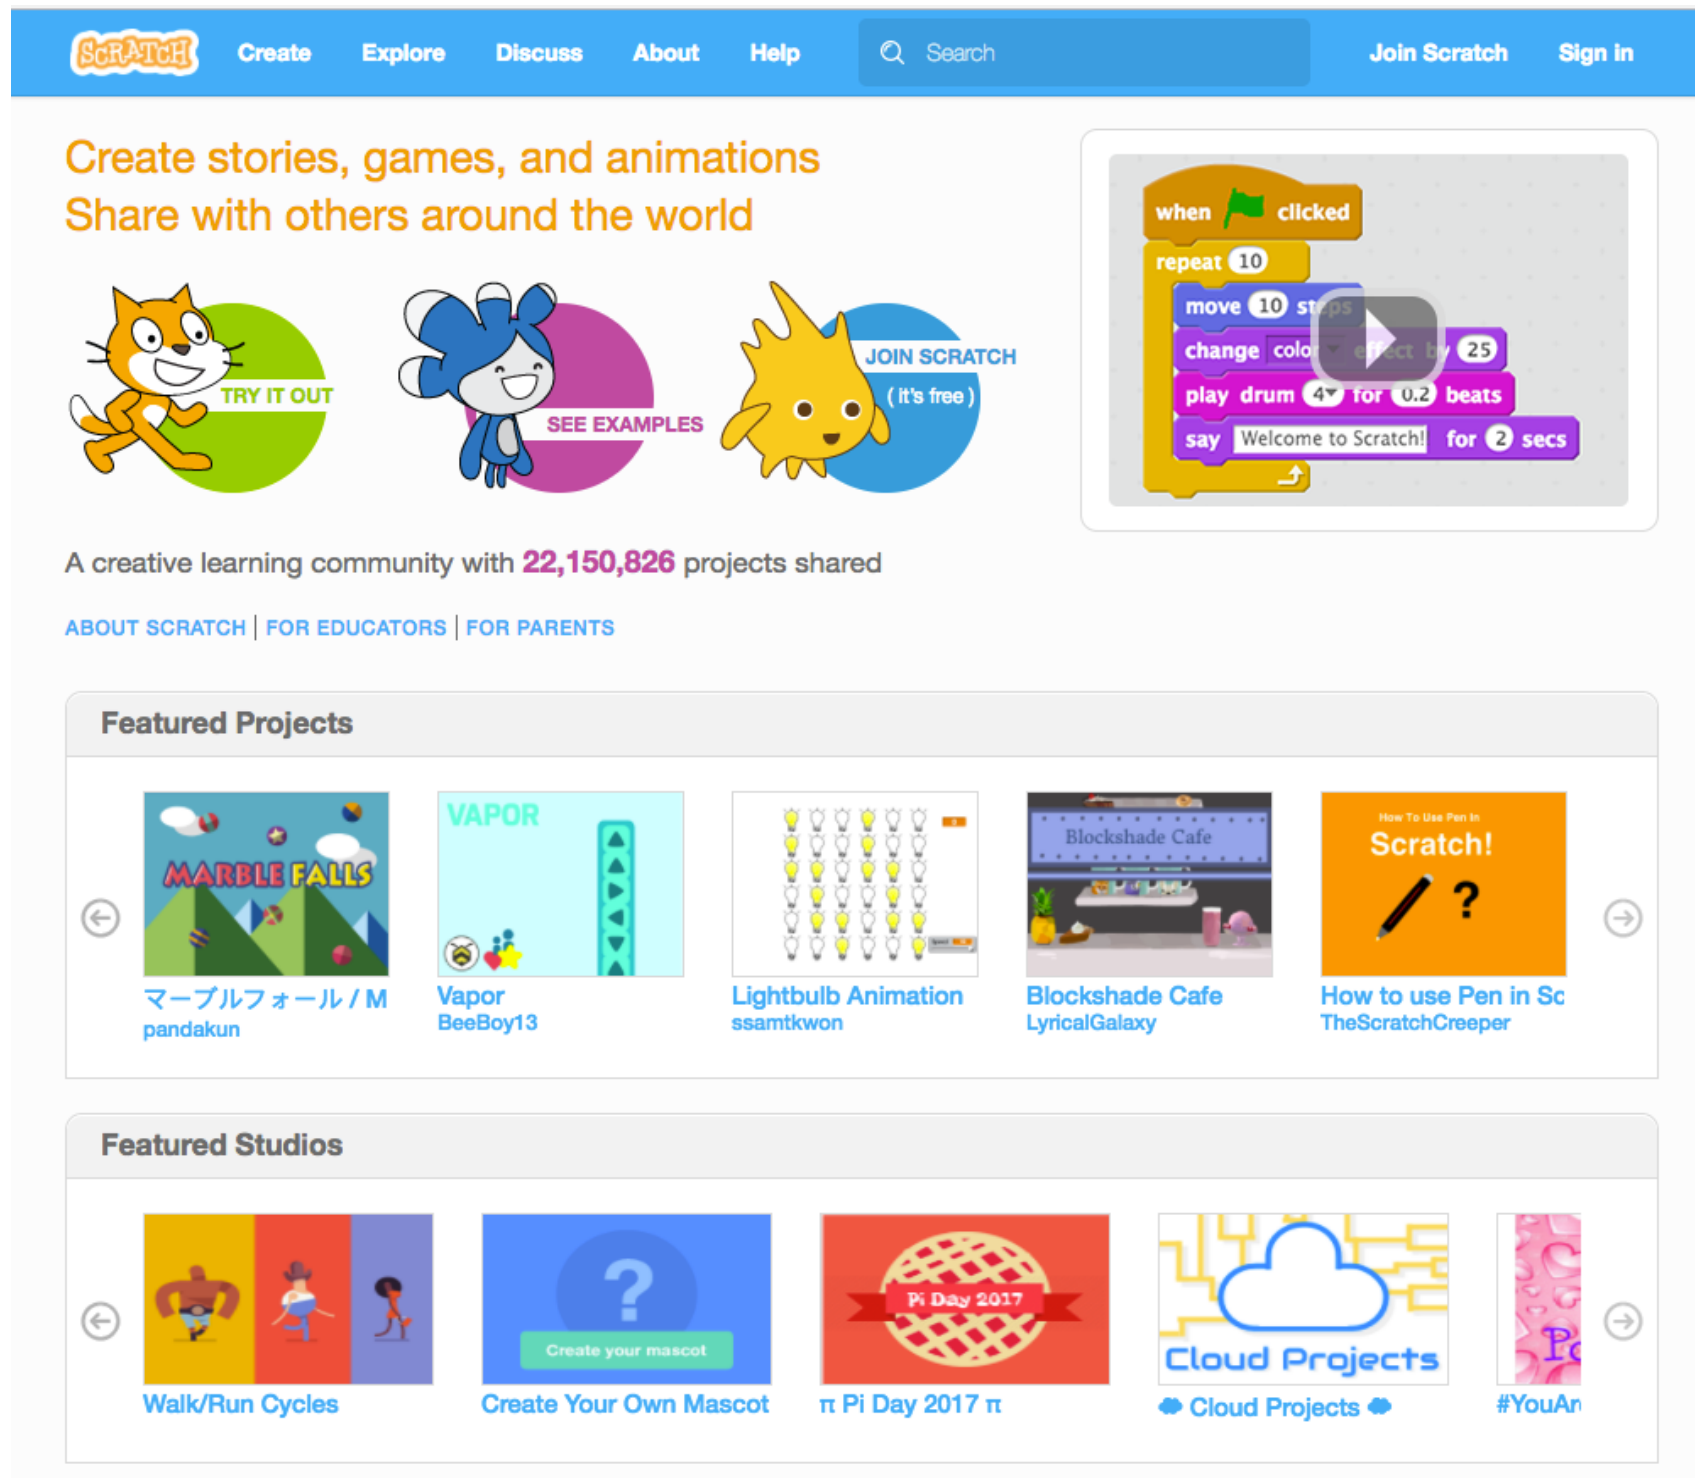 SCRATCH Create Explore Discuss About Help Search Join Scratch Sign in
Create stories, games, and animations
Share with others around the world
TRY IT OUT
SEE EXAMPLES
JOIN SCRATCH
( it's free )
when clicked
repeat 10
move 10 steps
change color effect by 25
play drum 4 for 0.2 beats
say Welcome to Scratch! for 2 secs
A creative learning community with 22,150,826 projects shared
ABOUT SCRATCH | FOR EDUCATORS | FOR PARENTS
Featured Projects
MARBLE FALLS
VAPOR
Blockshade Cafe
How To Use Pen In
Scratch!
?
マーブルフォール / M
pandakun
Vapor
BeeBoy13
Lightbulb Animation
ssamtkwon
Blockshade Cafe
LyricalGalaxy
How to use Pen in Sc
TheScratchCreeper
Featured Studios
?
Create your mascot
Pi Day 2017
Cloud Projects
Walk/Run Cycles
Create Your Own Mascot
π Pi Day 2017 π
Cloud Projects
#YouAr